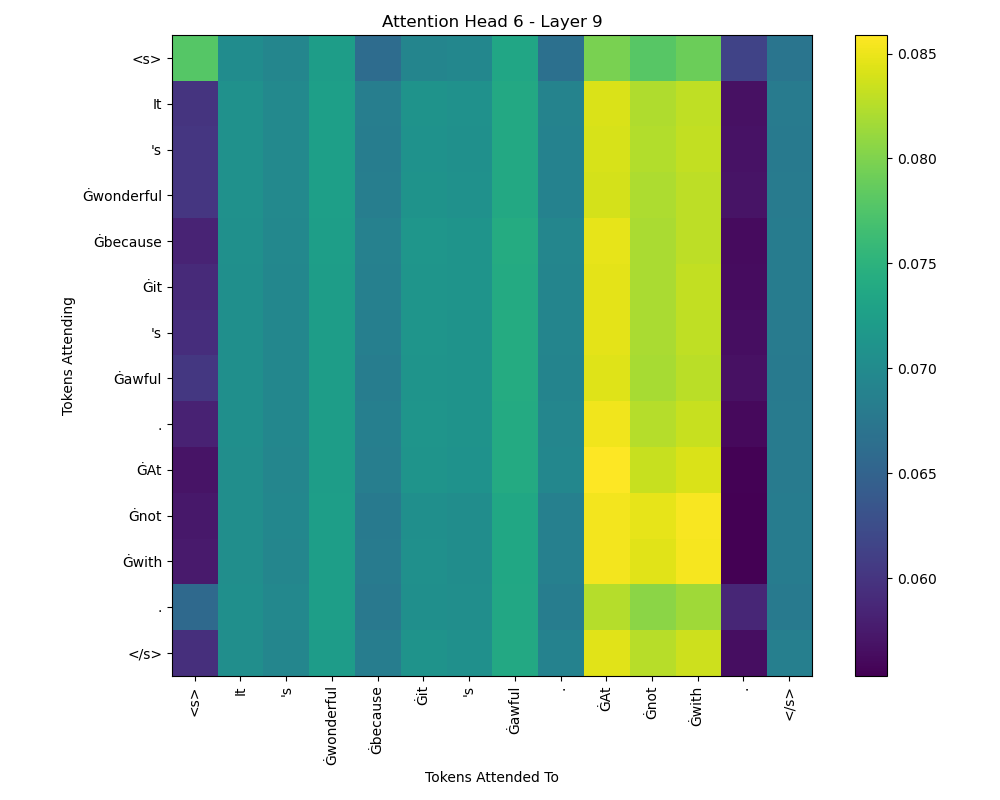 Attention Head 6 - Layer 9
Tokens Attending
<s>
It
's
Ġwonderful
Ġbecause
Ġit
's
Ġawful
.
ĠAt
Ġnot
Ġwith
.
</s>
<s>
It
's
Ġwonderful
Ġbecause
Ġit
's
Ġawful
.
ĠAt
Ġnot
Ġwith
.
</s>
Tokens Attended To
0.085
0.080
0.075
0.070
0.065
0.060